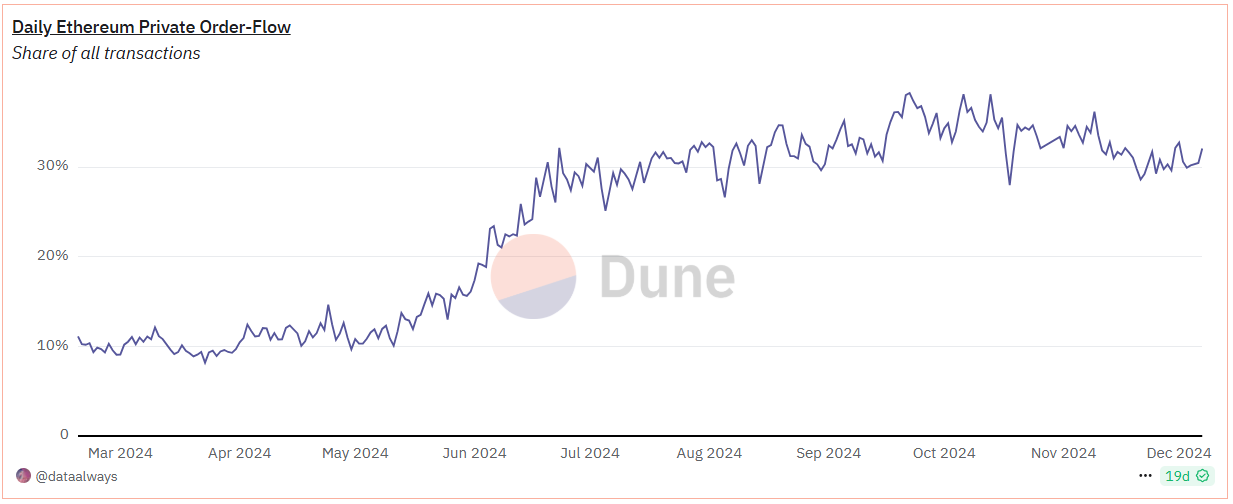 Daily Ethereum Private Order-Flow
Share of all transactions
30%
20%
10%
0
Dune
Mar 2024 Apr 2024 May 2024 Jun 2024 Jul 2024 Aug 2024 Sep 2024 Oct 2024 Nov 2024 Dec 2024
@dataalways
19d